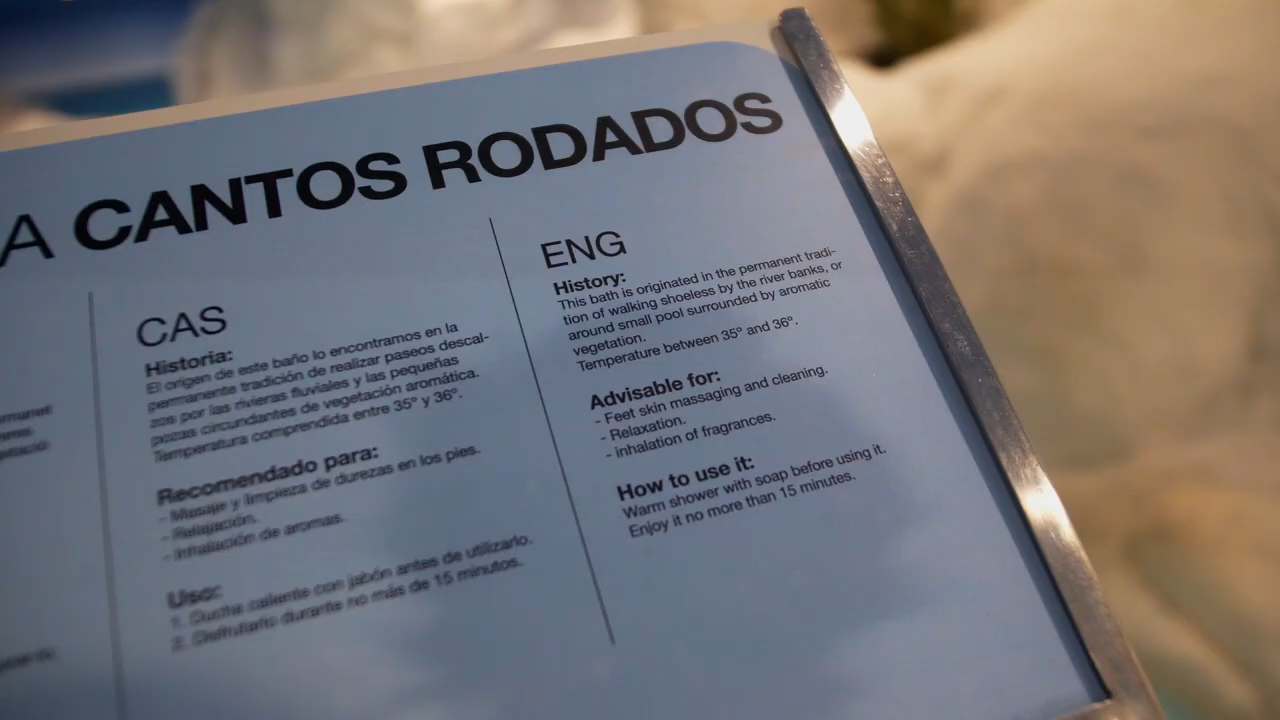 A CANTOS RODADOS
CAS
Historia:
El origen de este baño lo encontramos en la
permanente tradición de realizar paseos descal-
zos por las rivieras fluviales y las pequeñas
pozas circundantes de vegetación aromática.
Temperatura comprendida entre 35º y 36º.
Recomendado para:
- Masaje y limpieza de durezas en los pies.
- Relajación.
- Inhalación de aromas.
Uso:
1. Ducha caliente con jabón antes de utilizarlo.
2. Disfrutarlo durante no más de 15 minutos.
ENG
History:
This bath is originated in the permanent tradi-
tion of walking shoeless by the river banks, or
around small pool surrounded by aromatic
vegetation.
Temperature between 35º and 36º.
Advisable for:
- Feet skin massaging and cleaning.
- Relaxation.
- inhalation of fragrances.
How to use it:
Warm shower with soap before using it.
Enjoy it no more than 15 minutes.